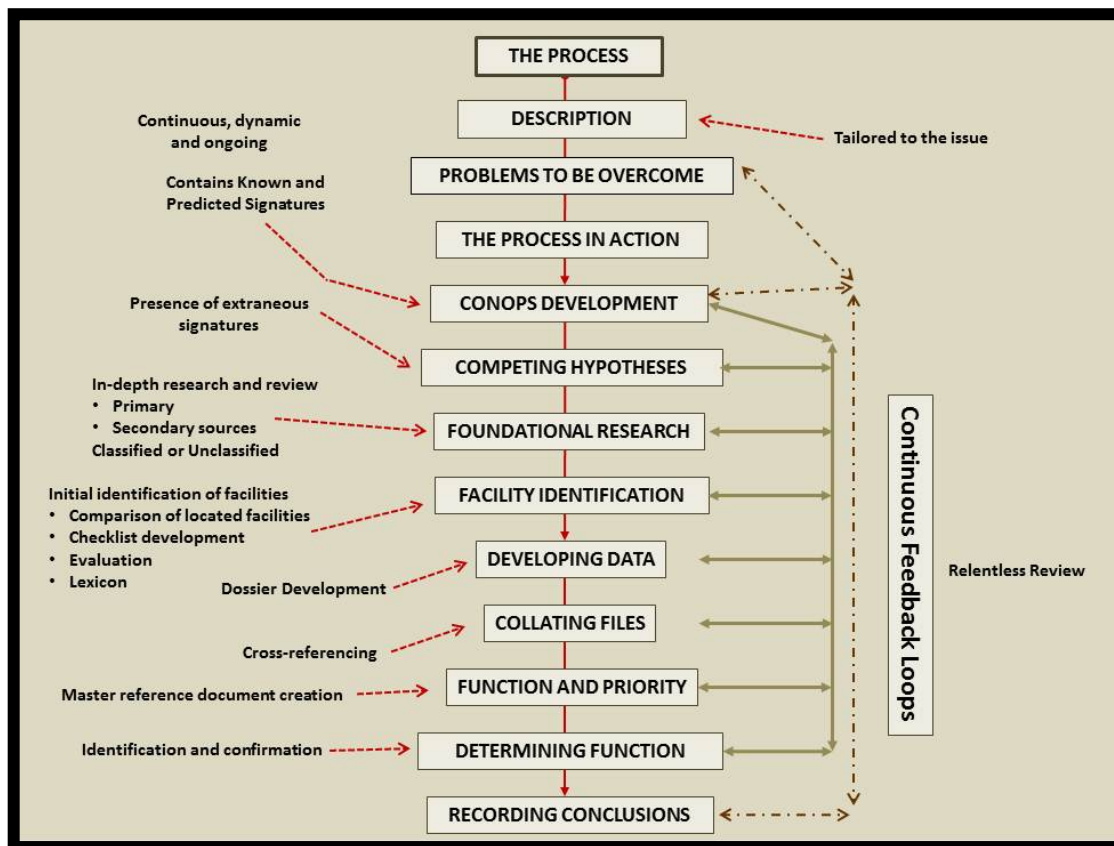 THE PROCESS
DESCRIPTION
Continuous, dynamic
and ongoing
Tailored to the issue
PROBLEMS TO BE OVERCOME
Contains Known and
Predicted Signatures
THE PROCESS IN ACTION
CONOPS DEVELOPMENT
Presence of extraneous
signatures
COMPETING HYPOTHESES
In-depth research and review
• Primary
• Secondary sources
Classified or Unclassified
FOUNDATIONAL RESEARCH
Initial identification of facilities
• Comparison of located facilities
• Checklist development
• Evaluation
• Lexicon
FACILITY IDENTIFICATION
DEVELOPING DATA
Dossier Development
COLLATING FILES
Cross-referencing
FUNCTION AND PRIORITY
Master reference document creation
DETERMINING FUNCTION
Identification and confirmation
RECORDING CONCLUSIONS
Continuous Feedback Loops
Relentless Review